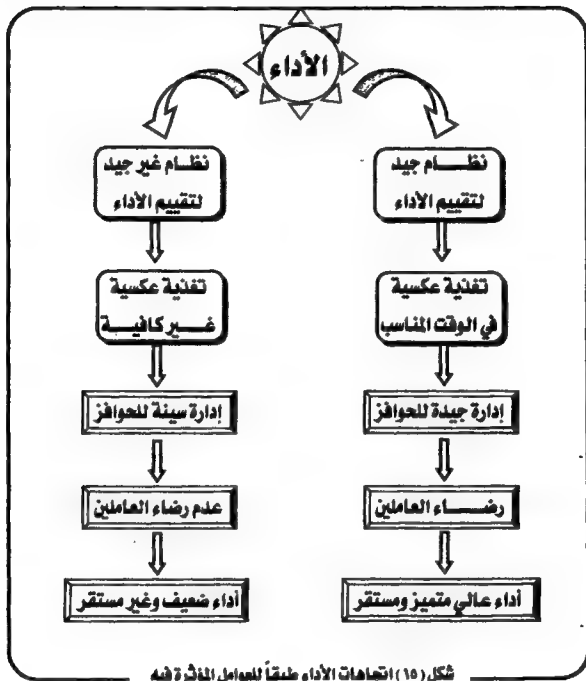 الأداء
نظام جيد
لتقييم الأداء
تغذية عكسية
في الوقت المناسب
إدارة جيدة للحوافز
رضاء العاملين
أداء عالي متميز ومستقر
نظام غير جيد
لتقييم الأداء
تغذية عكسية
غير كافية
إدارة سيئة للحوافز
عدم رضاء العاملين
أداء ضعيف وغير مستقر
شكل (١٥) اتجاهات الأداء طبقاً للعوامل المؤثرة فيه